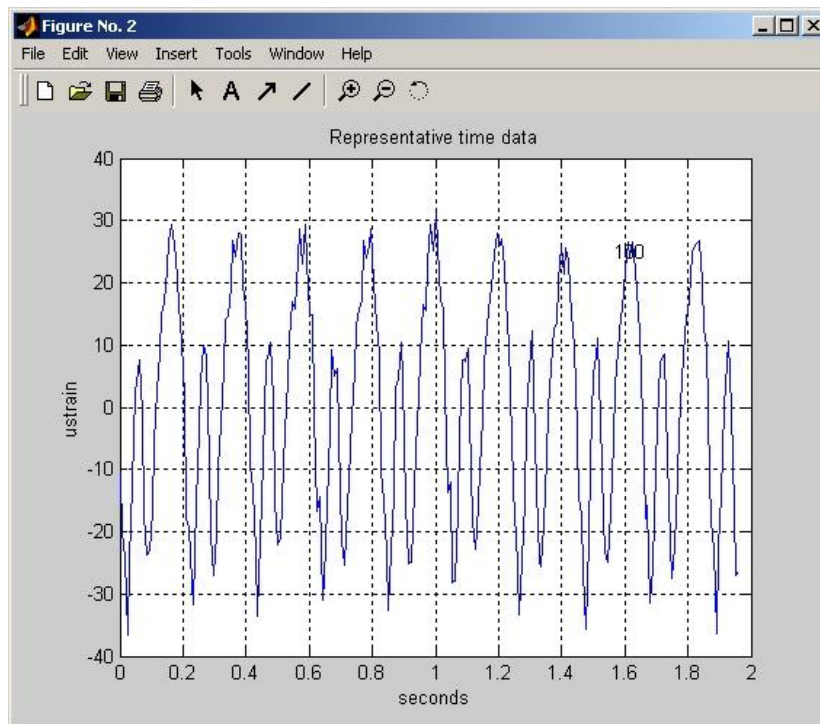 Figure No. 2
File Edit View Insert Tools Window Help
A
Representative time data
40
30
20
10
0
-10
-20
-30
-40
ustrain
0 0.2 0.4 0.6 0.8 1 1.2 1.4 1.6 1.8 2
seconds